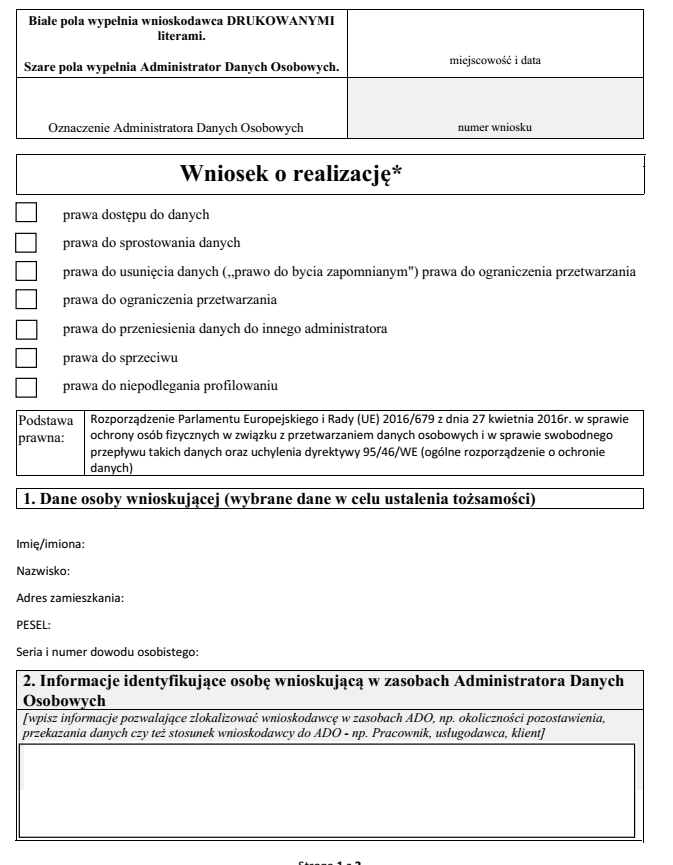 Białe pola wypełnia wnioskodawca DRUKOWANYMI
literami.
Szare pola wypełnia Administrator Danych Osobowych.
miejscowość i data
Oznaczenie Administratora Danych Osobowych
numer wniosku
Wniosek o realizację*
prawa dostępu do danych
prawa do sprostowania danych
prawa do usunięcia danych („prawo do bycia zapomnianym") prawa do ograniczenia przetwarzania
prawa do ograniczenia przetwarzania
prawa do przeniesienia danych do innego administratora
prawa do sprzeciwu
prawa do niepodlegania profilowaniu
Podstawa
prawna:
Rozporządzenie Parlamentu Europejskiego i Rady (UE) 2016/679 z dnia 27 kwietnia 2016r. w sprawie
ochrony osób fizycznych w związku z przetwarzaniem danych osobowych i w sprawie swobodnego
przepływu takich danych oraz uchylenia dyrektywy 95/46/WE (ogólne rozporządzenie o ochronie
danych)
1. Dane osoby wnioskującej (wybrane dane w celu ustalenia tożsamości)
Imię/imiona:
Nazwisko:
Adres zamieszkania:
PESEL:
Seria i numer dowodu osobistego:
2. Informacje identyfikujące osobę wnioskującą w zasobach Administratora Danych
Osobowych
[wpisz informacje pozwalające zlokalizować wnioskodawcę w zasobach ADO, np. okoliczności pozostawienia,
przekazania danych czy też stosunek wnioskodawcy do ADO - np. Pracownik, usługodawca, klient]